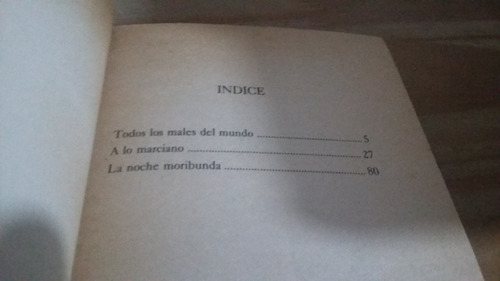 INDICE
Todos los males del mundo ........................ 5
A lo marciano .................................................. 27
La noche moribunda ....................................... 80